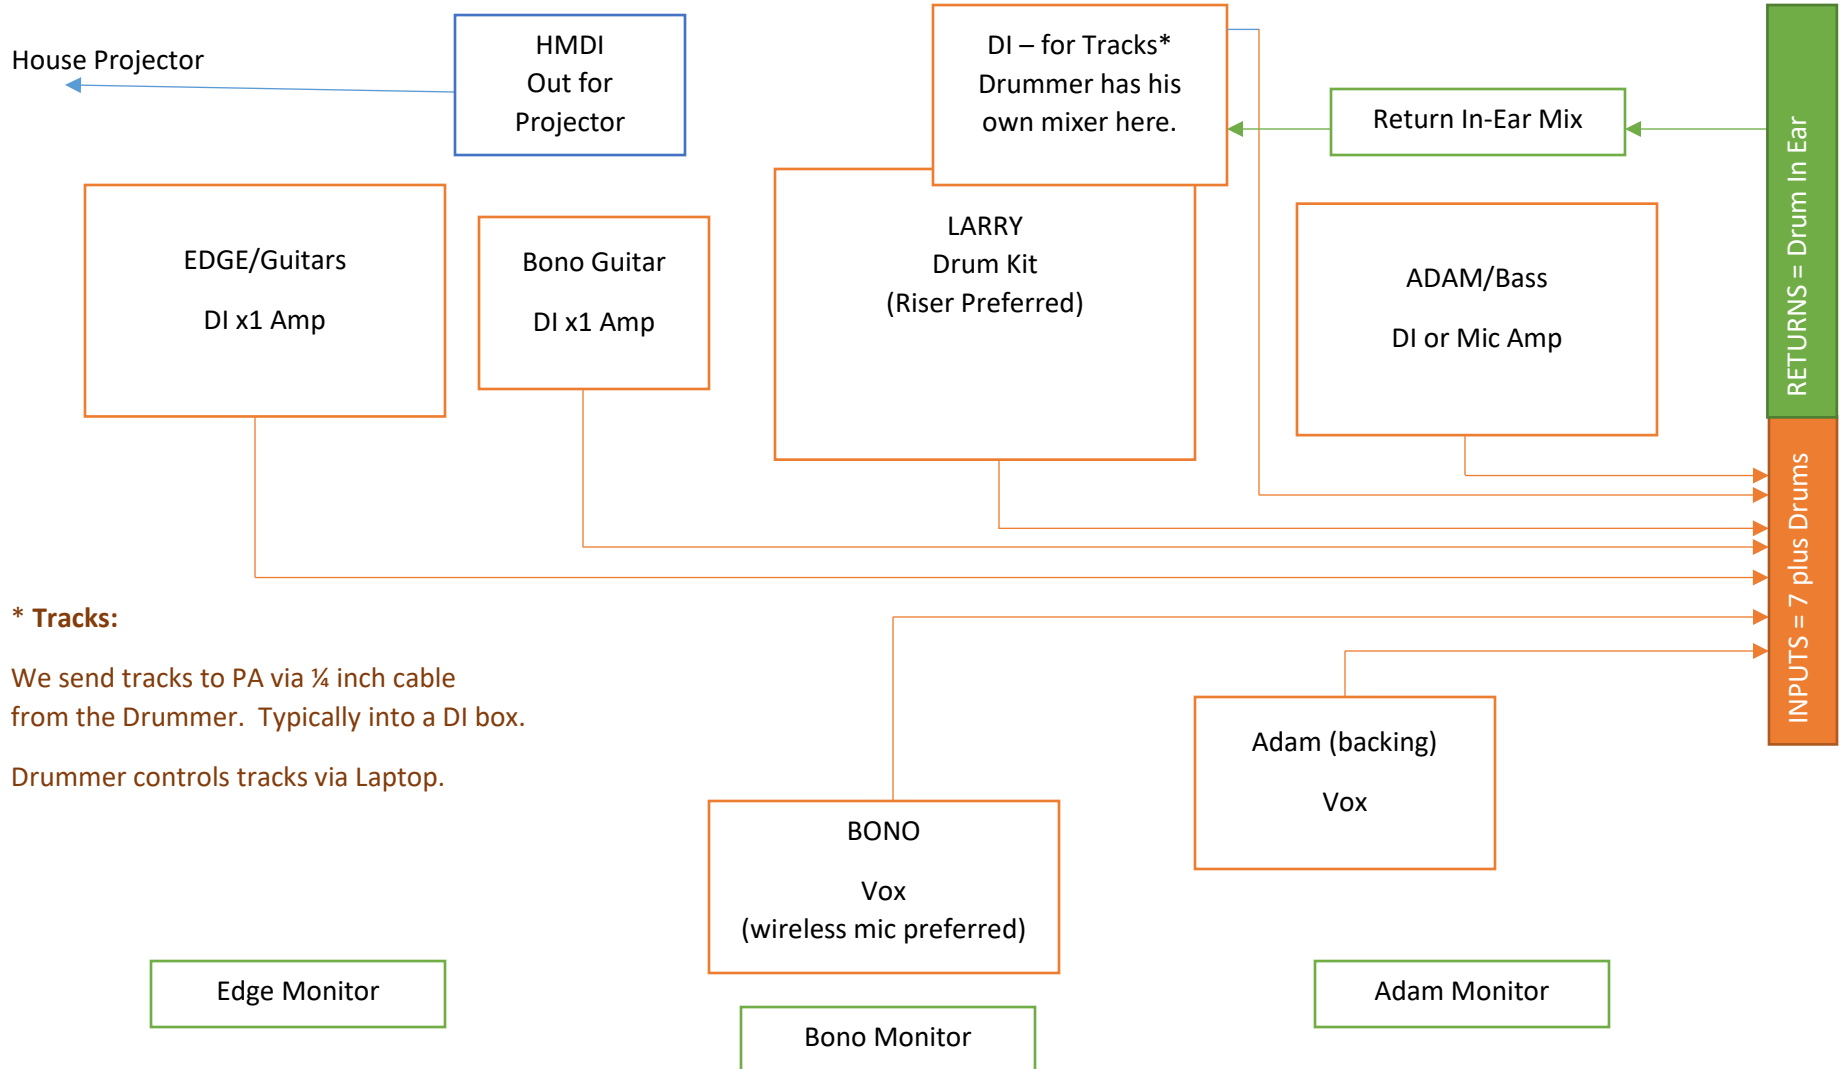 House Projector
HMDI
Out for
Projector
DI – for Tracks*
Drummer has his
own mixer here.
Return In-Ear Mix
RETURNS = Drum In Ear
EDGE/Guitars
DI x1 Amp
Bono Guitar
DI x1 Amp
LARRY
Drum Kit
(Riser Preferred)
ADAM/Bass
DI or Mic Amp
INPUTS = 7 plus Drums
* Tracks:
We send tracks to PA via ¼ inch cable
from the Drummer.  Typically into a DI box.
Drummer controls tracks via Laptop.
Adam (backing)
Vox
BONO
Vox
(wireless mic preferred)
Edge Monitor
Bono Monitor
Adam Monitor